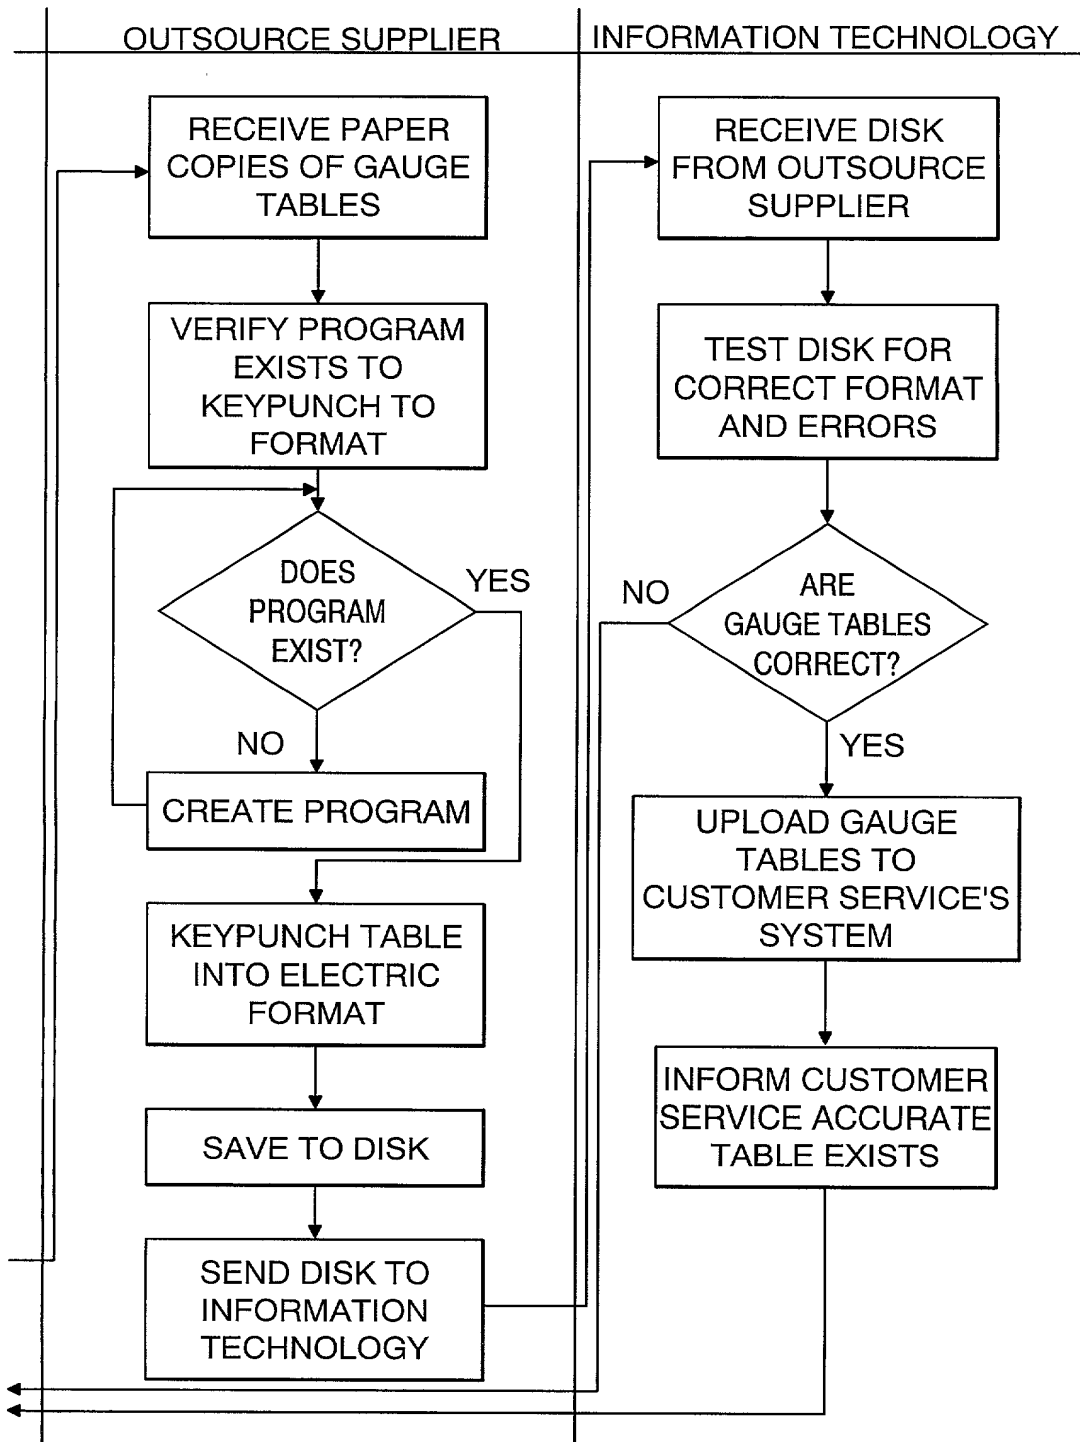 OUTSOURCE SUPPLIER
RECEIVE PAPER
COPIES OF GAUGE
TABLES
VERIFY PROGRAM
EXISTS TO
KEYPUNCH TO
FORMAT
DOES
PROGRAM
EXIST?
YES
NO
CREATE PROGRAM
KEYPUNCH TABLE
INTO ELECTRIC
FORMAT
SAVE TO DISK
SEND DISK TO
INFORMATION
TECHNOLOGY
INFORMATION TECHNOLOGY
RECEIVE DISK
FROM OUTSOURCE
SUPPLIER
TEST DISK FOR
CORRECT FORMAT
AND ERRORS
ARE
GAUGE TABLES
CORRECT?
NO
YES
UPLOAD GAUGE
TABLES TO
CUSTOMER SERVICE'S
SYSTEM
INFORM CUSTOMER
SERVICE ACCURATE
TABLE EXISTS